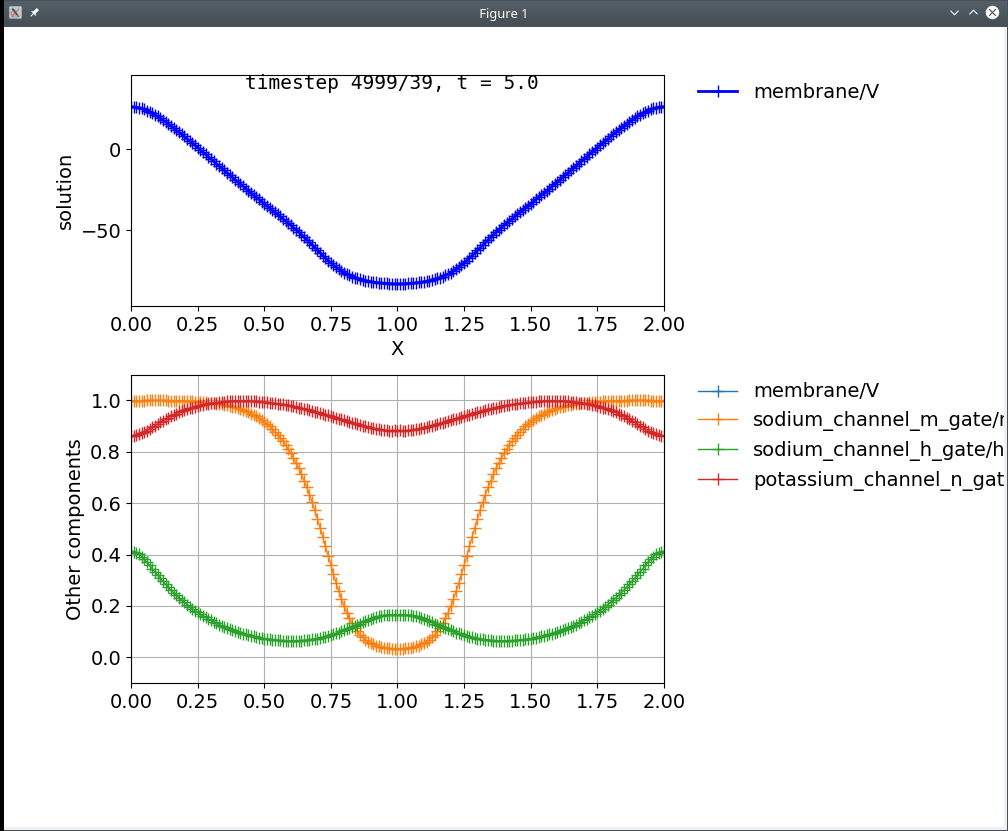 Figure 1
timestep 4999/39, t = 5.0
membrane/V
solution
0
−50
0.00 0.25 0.50 0.75 1.00 1.25 1.50 1.75 2.00
X
membrane/V
sodium_channel_m_gate/
sodium_channel_h_gate/h
potassium_channel_n_gat
Other components
1.0
0.8
0.6
0.4
0.2
0.0
0.00 0.25 0.50 0.75 1.00 1.25 1.50 1.75 2.00